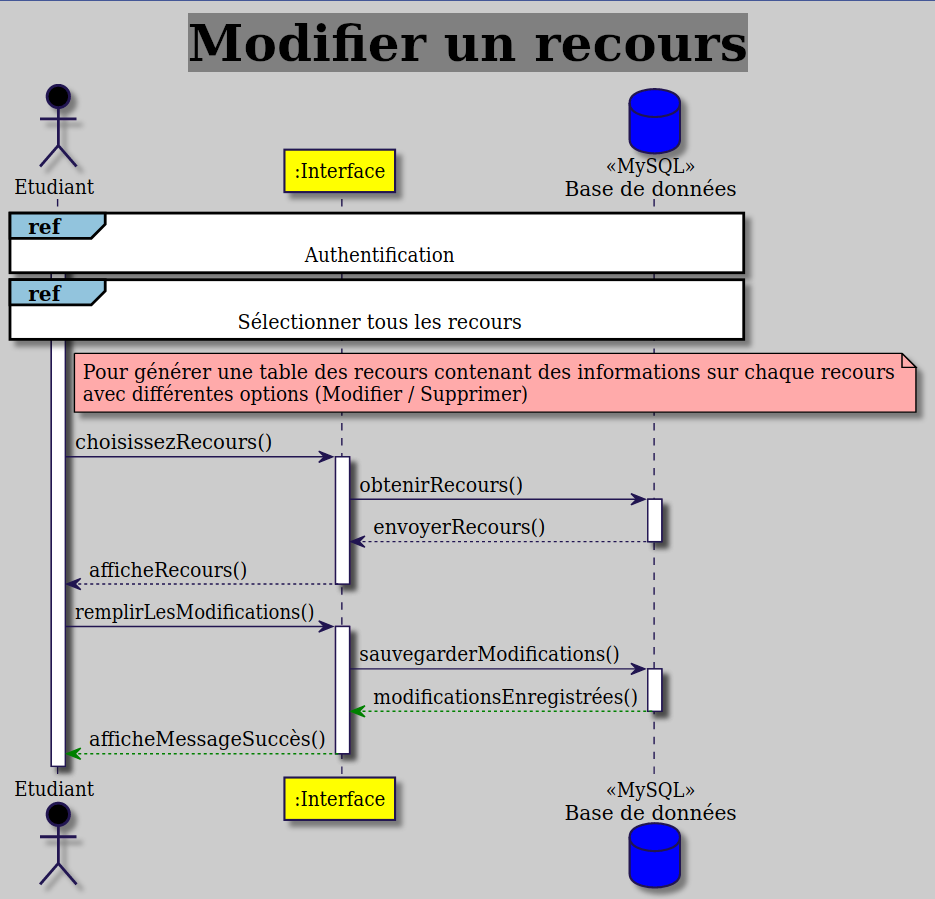 Modifier un recours
Etudiant
:Interface
«MySQL»
Base de données
ref
Authentification
ref
Sélectionner tous les recours
Pour générer une table des recours contenant des informations sur chaque recours
avec différentes options (Modifier / Supprimer)
choisissezRecours()
obtenirRecours()
envoyerRecours()
afficheRecours()
remplirLesModifications()
sauvegarderModifications()
modificationsEnregistrées()
afficheMessageSuccès()
Etudiant
:Interface
«MySQL»
Base de données